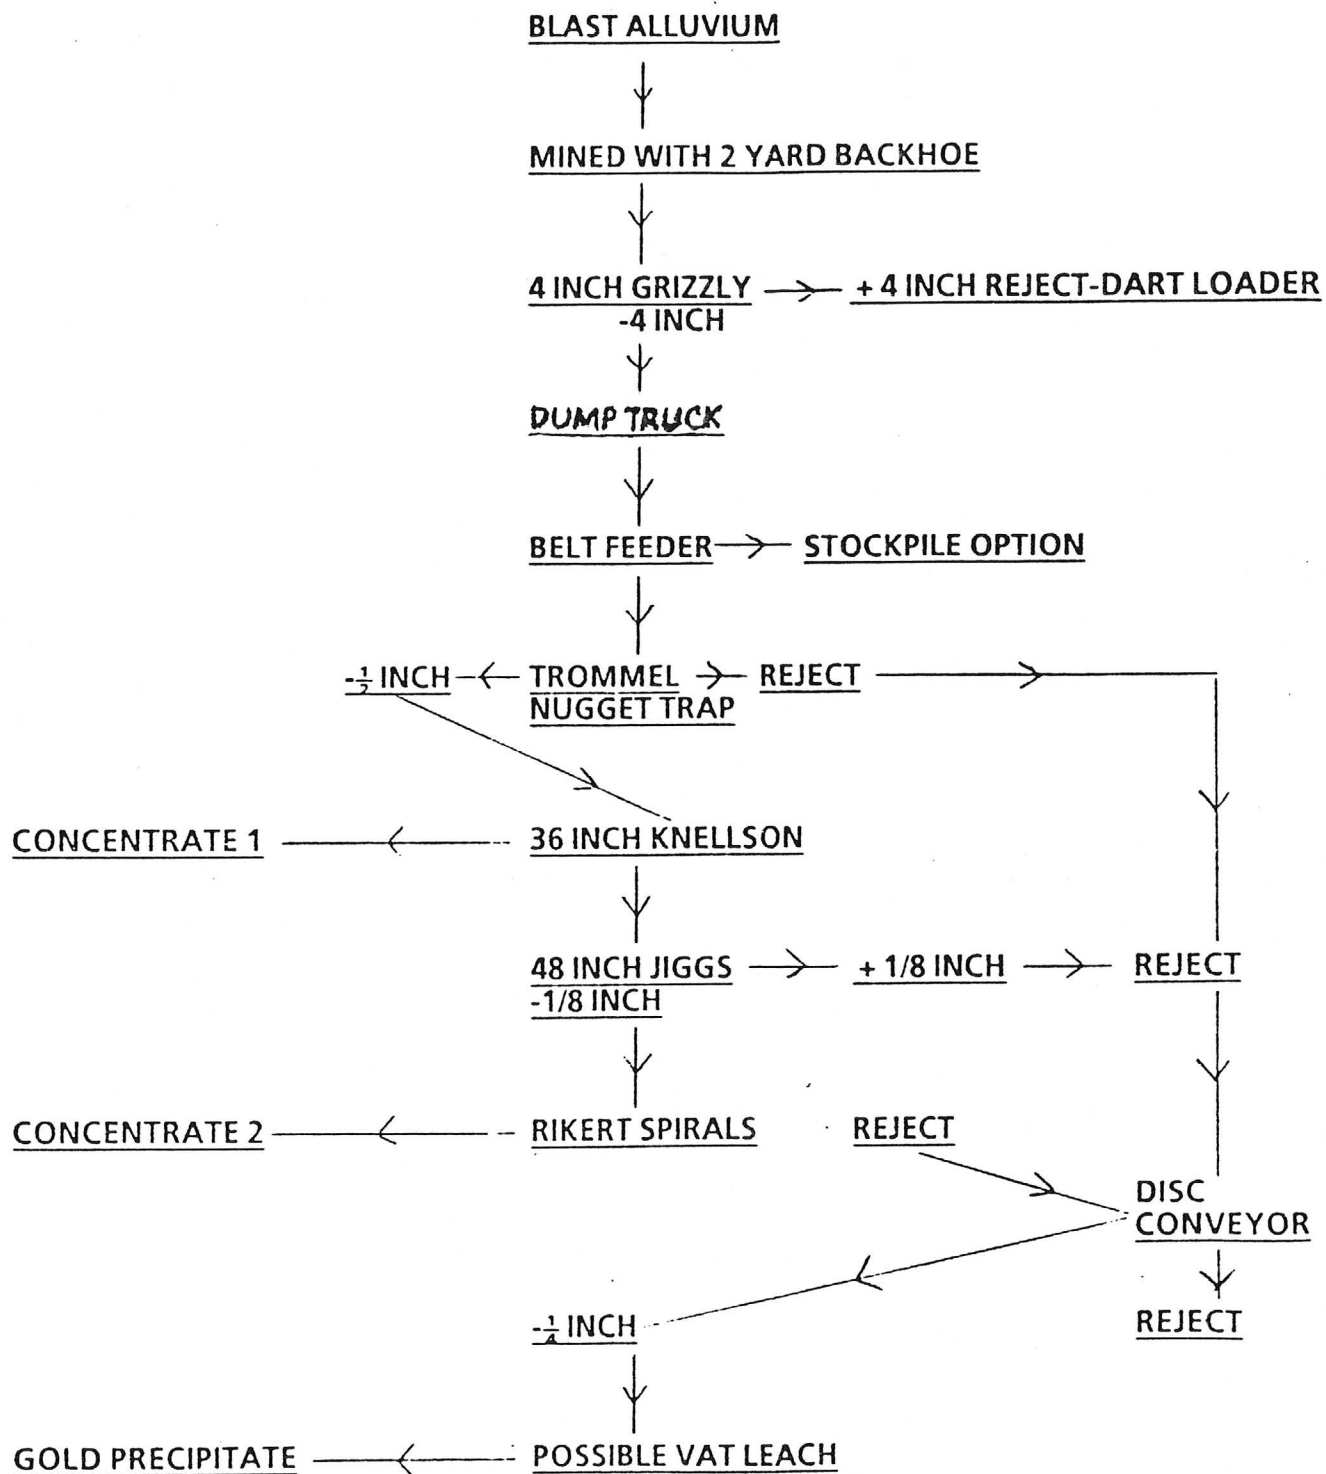 BLAST ALLUVIUM
MINED WITH 2 YARD BACKHOE
4 INCH GRIZZLY
+ 4 INCH REJECT-DART LOADER
-4 INCH
DUMP TRUCK
BELT FEEDER
STOCKPILE OPTION
-1/2 INCH
TROMMEL
REJECT
NUGGET TRAP
CONCENTRATE 1
36 INCH KNELLSON
48 INCH JIGGS
+ 1/8 INCH
REJECT
-1/8 INCH
CONCENTRATE 2
RIKERT SPIRALS
REJECT
DISC
CONVEYOR
-1/4 INCH
REJECT
GOLD PRECIPITATE
POSSIBLE VAT LEACH